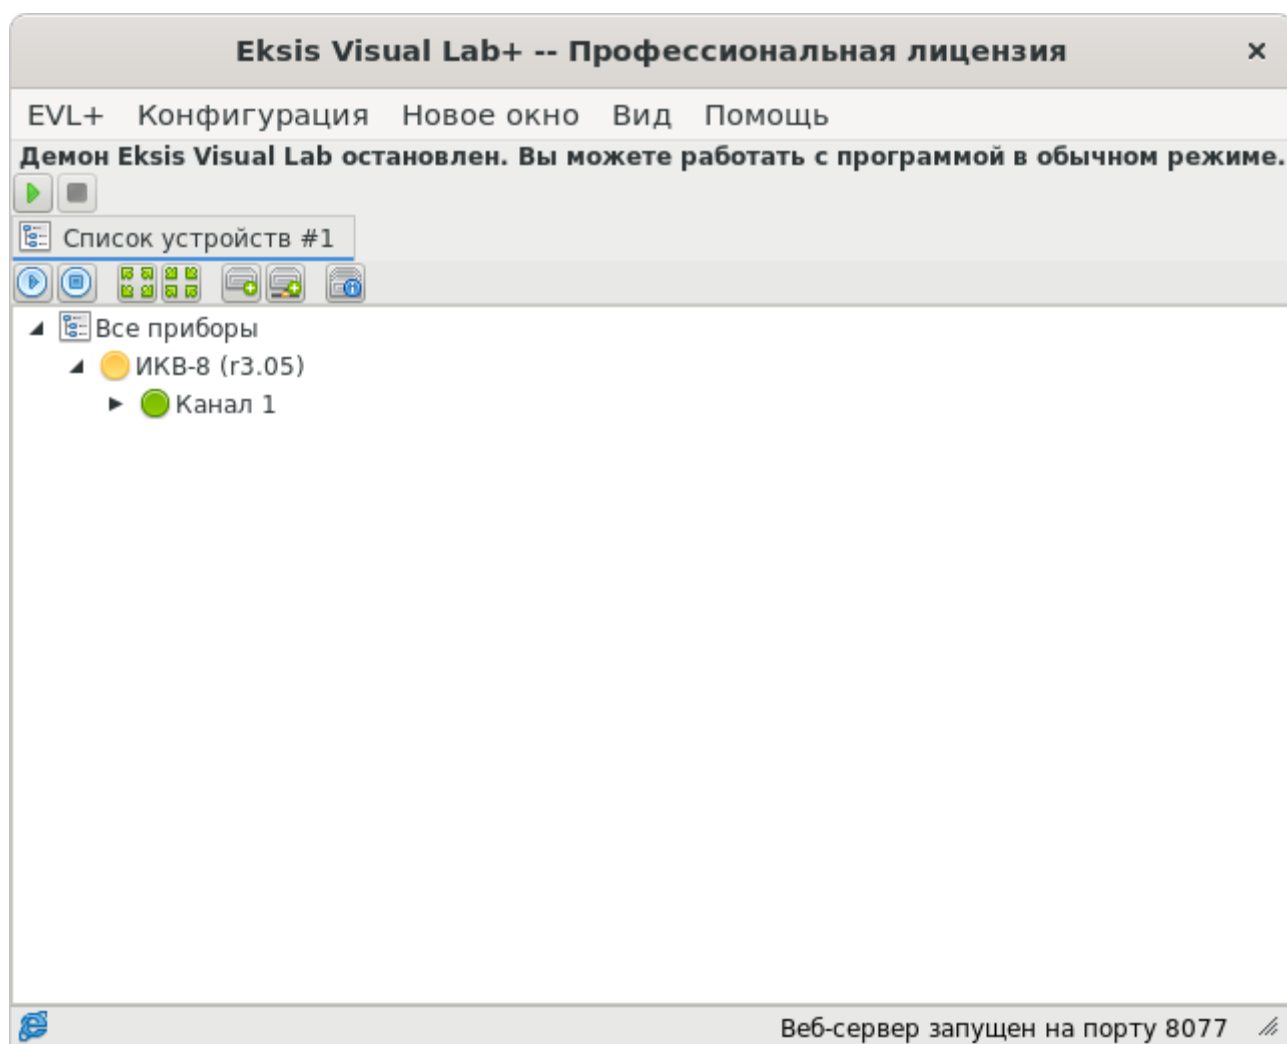 Eksis Visual Lab+ -- Профессиональная лицензия
EVL+ Конфигурация Новое окно Вид Помощь
Демон Eksis Visual Lab остановлен. Вы можете работать с программой в обычном режиме.
Список устройств #1
Все приборы
ИКВ-8 (r3.05)
Канал 1
Веб-сервер запущен на порту 8077